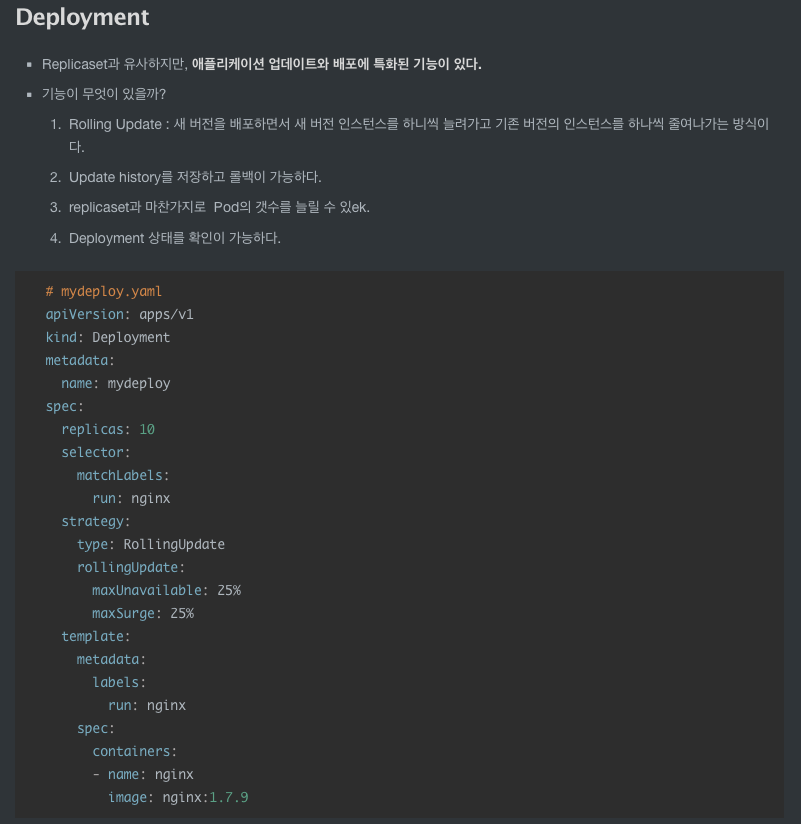 Deployment
▪ Replicaset과 유사하지만, 애플리케이션 업데이트와 배포에 특화된 기능이 있다.
▪ 기능이 무엇이 있을까?
1. Rolling Update : 새 버전을 배포하면서 새 버전 인스턴스를 하니씩 늘려가고 기존 버전의 인스턴스를 하나씩 줄여나가는 방식이
다.
2. Update history를 저장하고 롤백이 가능하다.
3. replicaset과 마찬가지로  Pod의 갯수를 늘릴 수 있ek.
4. Deployment 상태를 확인이 가능하다.
# mydeploy.yaml
apiVersion: apps/v1
kind: Deployment
metadata:
  name: mydeploy
spec:
  replicas: 10
  selector:
    matchLabels:
      run: nginx
  strategy:
    type: RollingUpdate
    rollingUpdate:
      maxUnavailable: 25%
      maxSurge: 25%
  template:
    metadata:
      labels:
        run: nginx
    spec:
      containers:
      - name: nginx
        image: nginx:1.7.9